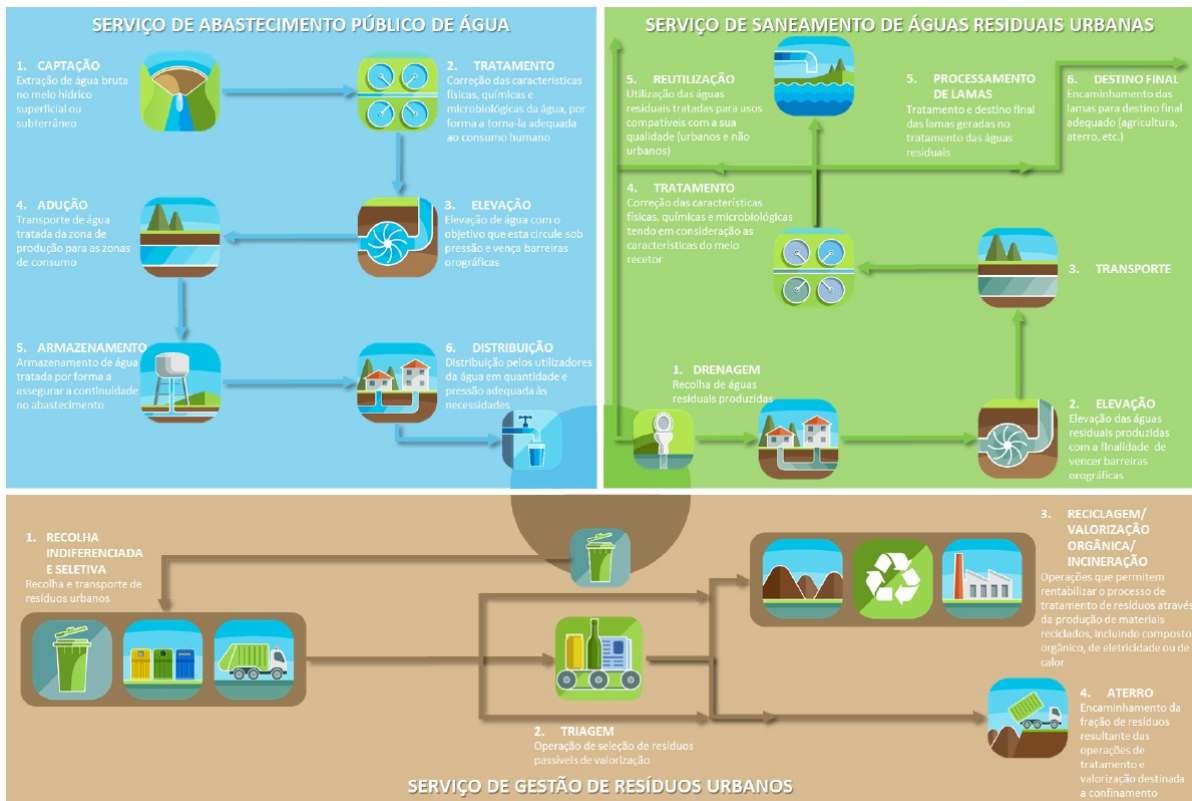 SERVIÇO DE ABASTECIMENTO PÚBLICO DE ÁGUA
1. CAPTAÇÃO
Extração de água bruta
no meio hídrico
superficial ou
subterrâneo
2. TRATAMENTO
Correção das características
físicas, químicas e
microbiológicas da água, por
forma a torna-la adequada
ao consumo humano
4. ADUÇÃO
Transporte de água
tratada da zona de
produção para as zonas
de consumo
3. ELEVAÇÃO
Elevação de água com o
objetivo que esta circule sob
pressão e vença barreiras
orográficas
5. ARMAZENAMENTO
Armazenamento de água
tratada por forma a
assegurar a continuidade
no abastecimento
6. DISTRIBUIÇÃO
Distribuição pelos utilizadores
da água em quantidade e
pressão adequada às
necessidades
SERVIÇO DE SANEAMENTO DE ÁGUAS RESIDUAIS URBANAS
5. REUTILIZAÇÃO
Utilização das águas
residuais tratadas para usos
compatíveis com a sua
qualidade (urbanos e não
urbanos)
5. PROCESSAMENTO
DE LAMAS
Tratamento e destino final
das lamas geradas no
tratamento das águas
residuais
6. DESTINO FINAL
Encaminhamento das
lamas para destino final
adequado (agricultura,
aterro, etc.)
4. TRATAMENTO
Correção das características
físicas, químicas e microbiológicas
tendo em consideração as
características do meio
recetor
3. TRANSPORTE
1. DRENAGEM
Recolha de águas
residuais produzidas
2. ELEVAÇÃO
Elevação das águas
residuais produzidas
com a finalidade de
vencer barreiras
orográficas
1. RECOLHA
INDIFERENCIADA
E SELETIVA
Recolha e transporte de
resíduos urbanos
3. RECICLAGEM/
VALORIZAÇÃO
ORGÂNICA/
INCINERAÇÃO
Operações que permitem
rentabilizar o processo de
tratamento de resíduos através
da produção de materiais
reciclados, incluindo composto
orgânico, de eletricidade ou de
calor
2. TRIAGEM
Operação de seleção de resíduos
passíveis de valorização
4. ATERRO
Encaminhamento da
fração de resíduos
resultante das
operações de
tratamento e
valorização destinada
a confinamento
SERVIÇO DE GESTÃO DE RESÍDUOS URBANOS